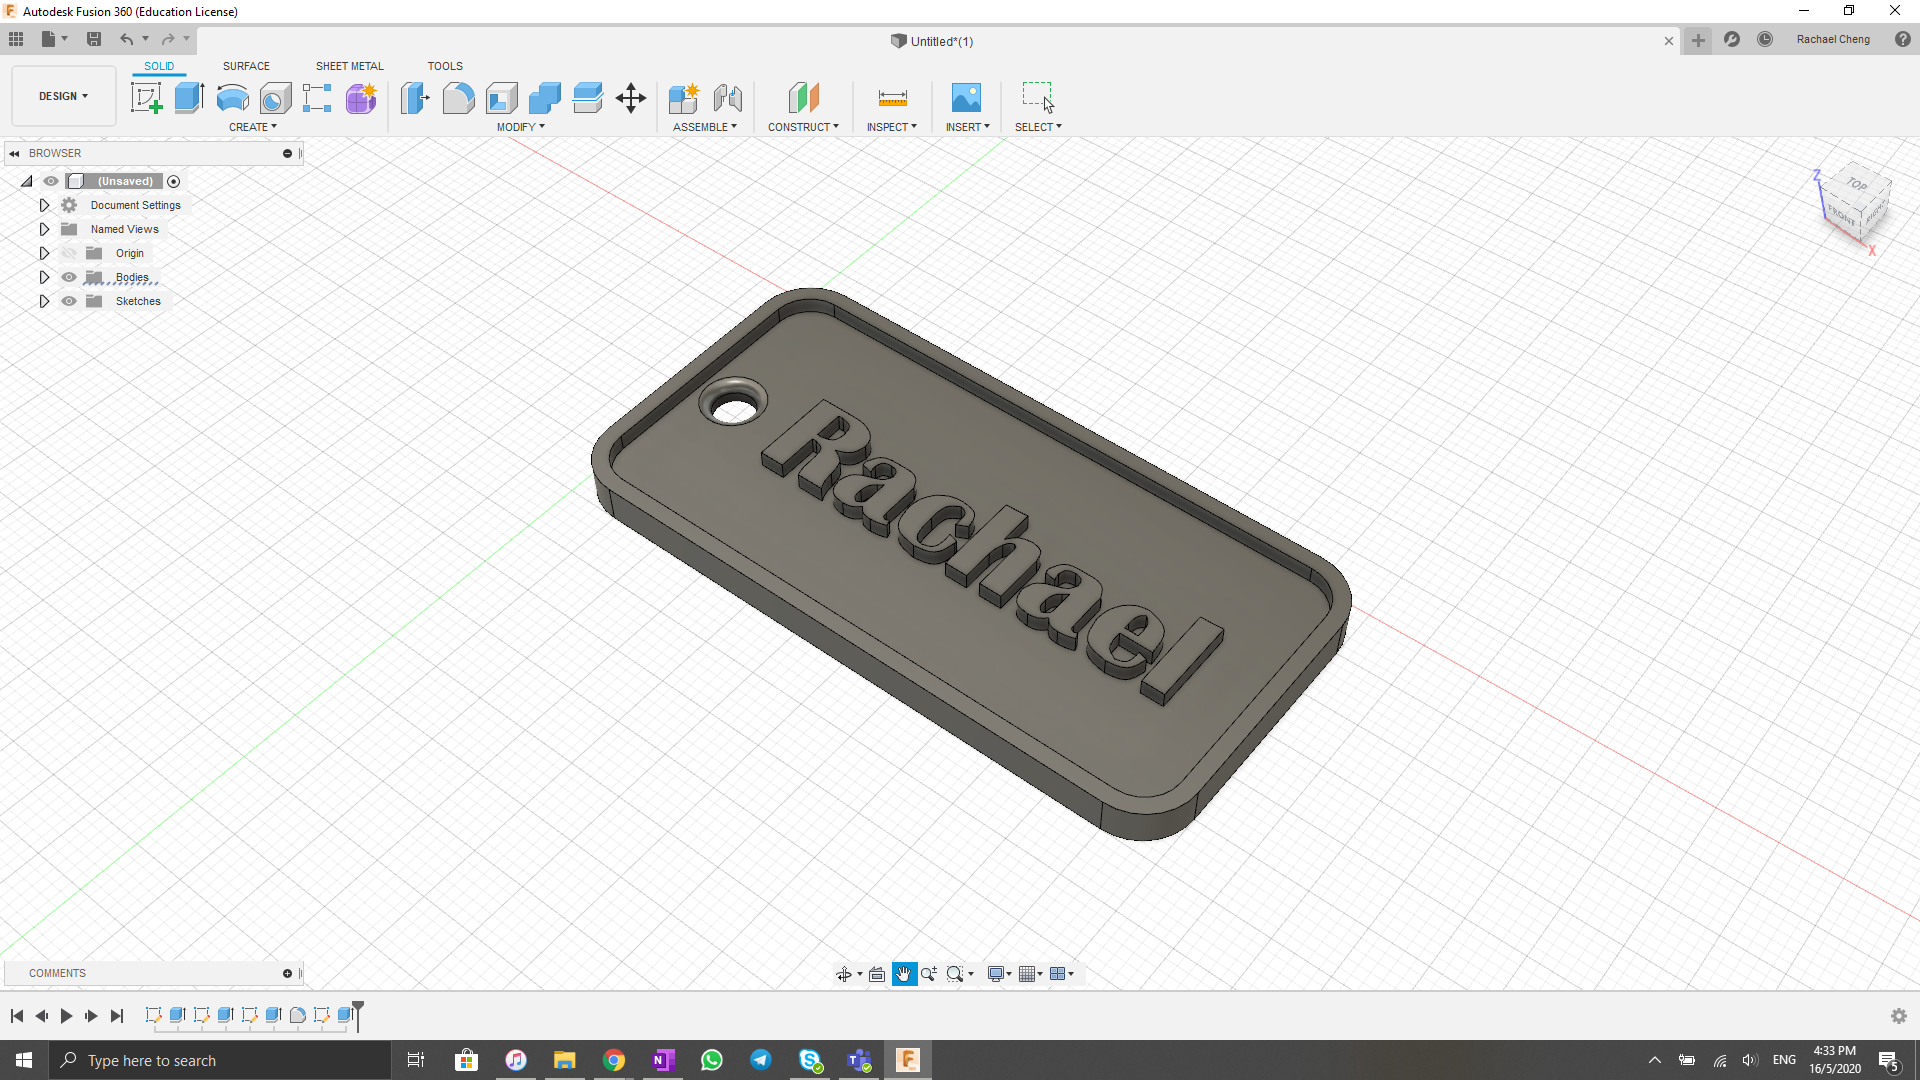 Autodesk Fusion 360 (Education License)
Untitled*(1)
Rachael Cheng
DESIGN
SOLID
SURFACE
SHEET METAL
TOOLS
CREATE
MODIFY
ASSEMBLE
CONSTRUCT
INSPECT
INSERT
SELECT
BROWSER
(Unsaved)
Document Settings
Named Views
Origin
Bodies
Sketches
Z
TOP
FRONT
RIGHT
X
Rachael
COMMENTS
Type here to search
ENG
4:33 PM
16/5/2020
5